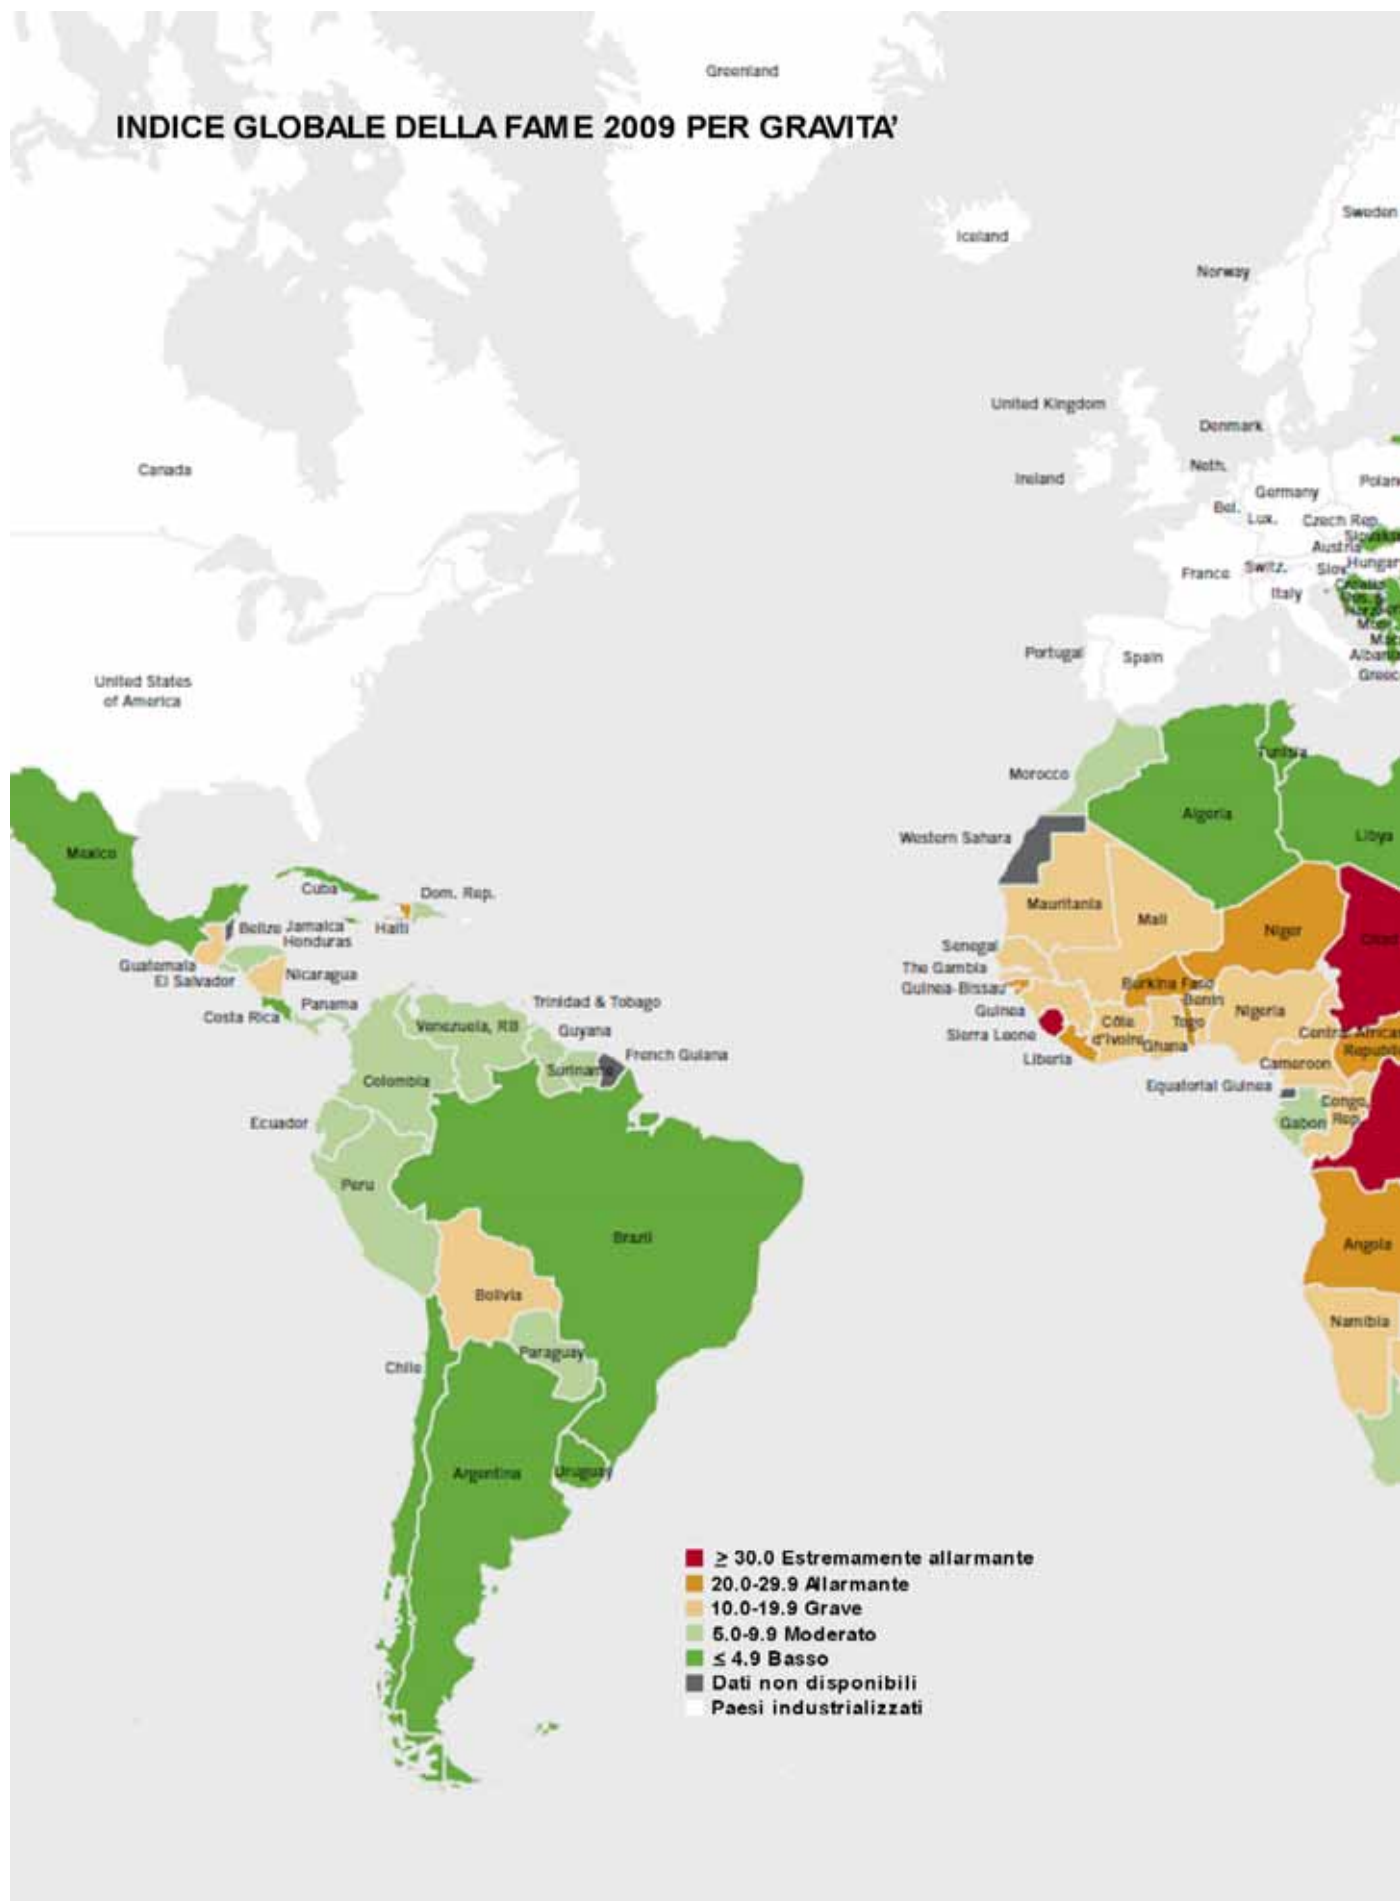 Greenland
INDICE GLOBALE DELLA FAME 2009 PER GRAVITA'
Sweden
Iceland
Norway
United Kingdom
Denmark
Canada
Neth.
Ireland
Germany
Bel.
Lux.
Czech Rep.
Austria
France
Switz.
Slov.
Italy
Portugal
Spain
United States
of America
Tunisia
Morocco
Algeria
Western Sahara
Libya
Mexico
Cuba
Dom. Rep.
Mauritania
Mali
Belize
Jamaica
Haiti
Niger
Honduras
Senegal
Guatemala
The Gambia
El Salvador
Nicaragua
Burkina Faso
Guinea-Bissau
Benin
Costa Rica
Panama
Trinidad & Tobago
Guinea
Nigeria
Venezuela, RB
Guyana
Côte
d'Ivoire
Togo
Sierra Leone
Ghana
Liberia
French Guiana
Suriname
Cameroon
Colombia
Equatorial Guinea
Congo,
Rep.
Gabon
Ecuador
Peru
Brazil
Angola
Bolivia
Namibia
Paraguay
Chile
Argentina
Uruguay
≥ 30.0 Estremamente allarmante
20.0-29.9 Allarmante
10.0-19.9 Grave
5.0-9.9 Moderato
≤ 4.9 Basso
Dati non disponibili
Paesi industrializzati